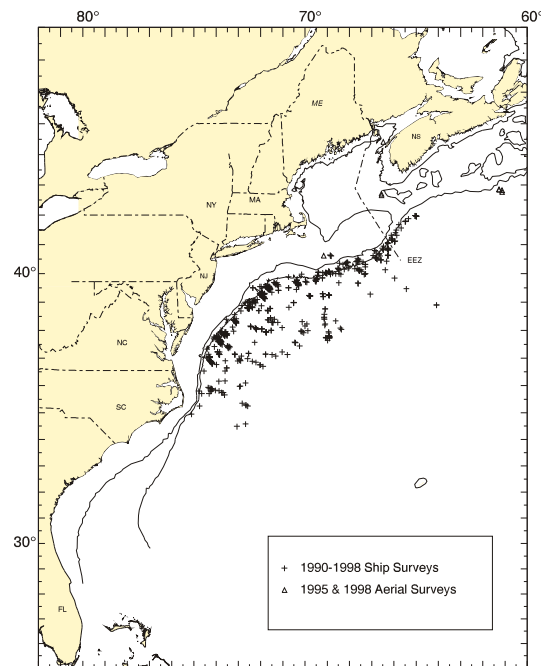 80° 70° 60°
ME
NS
NY MA
EEZ
40° NJ
NC
SC
30°
+ 1990-1998 Ship Surveys
△ 1995 & 1998 Aerial Surveys
FL